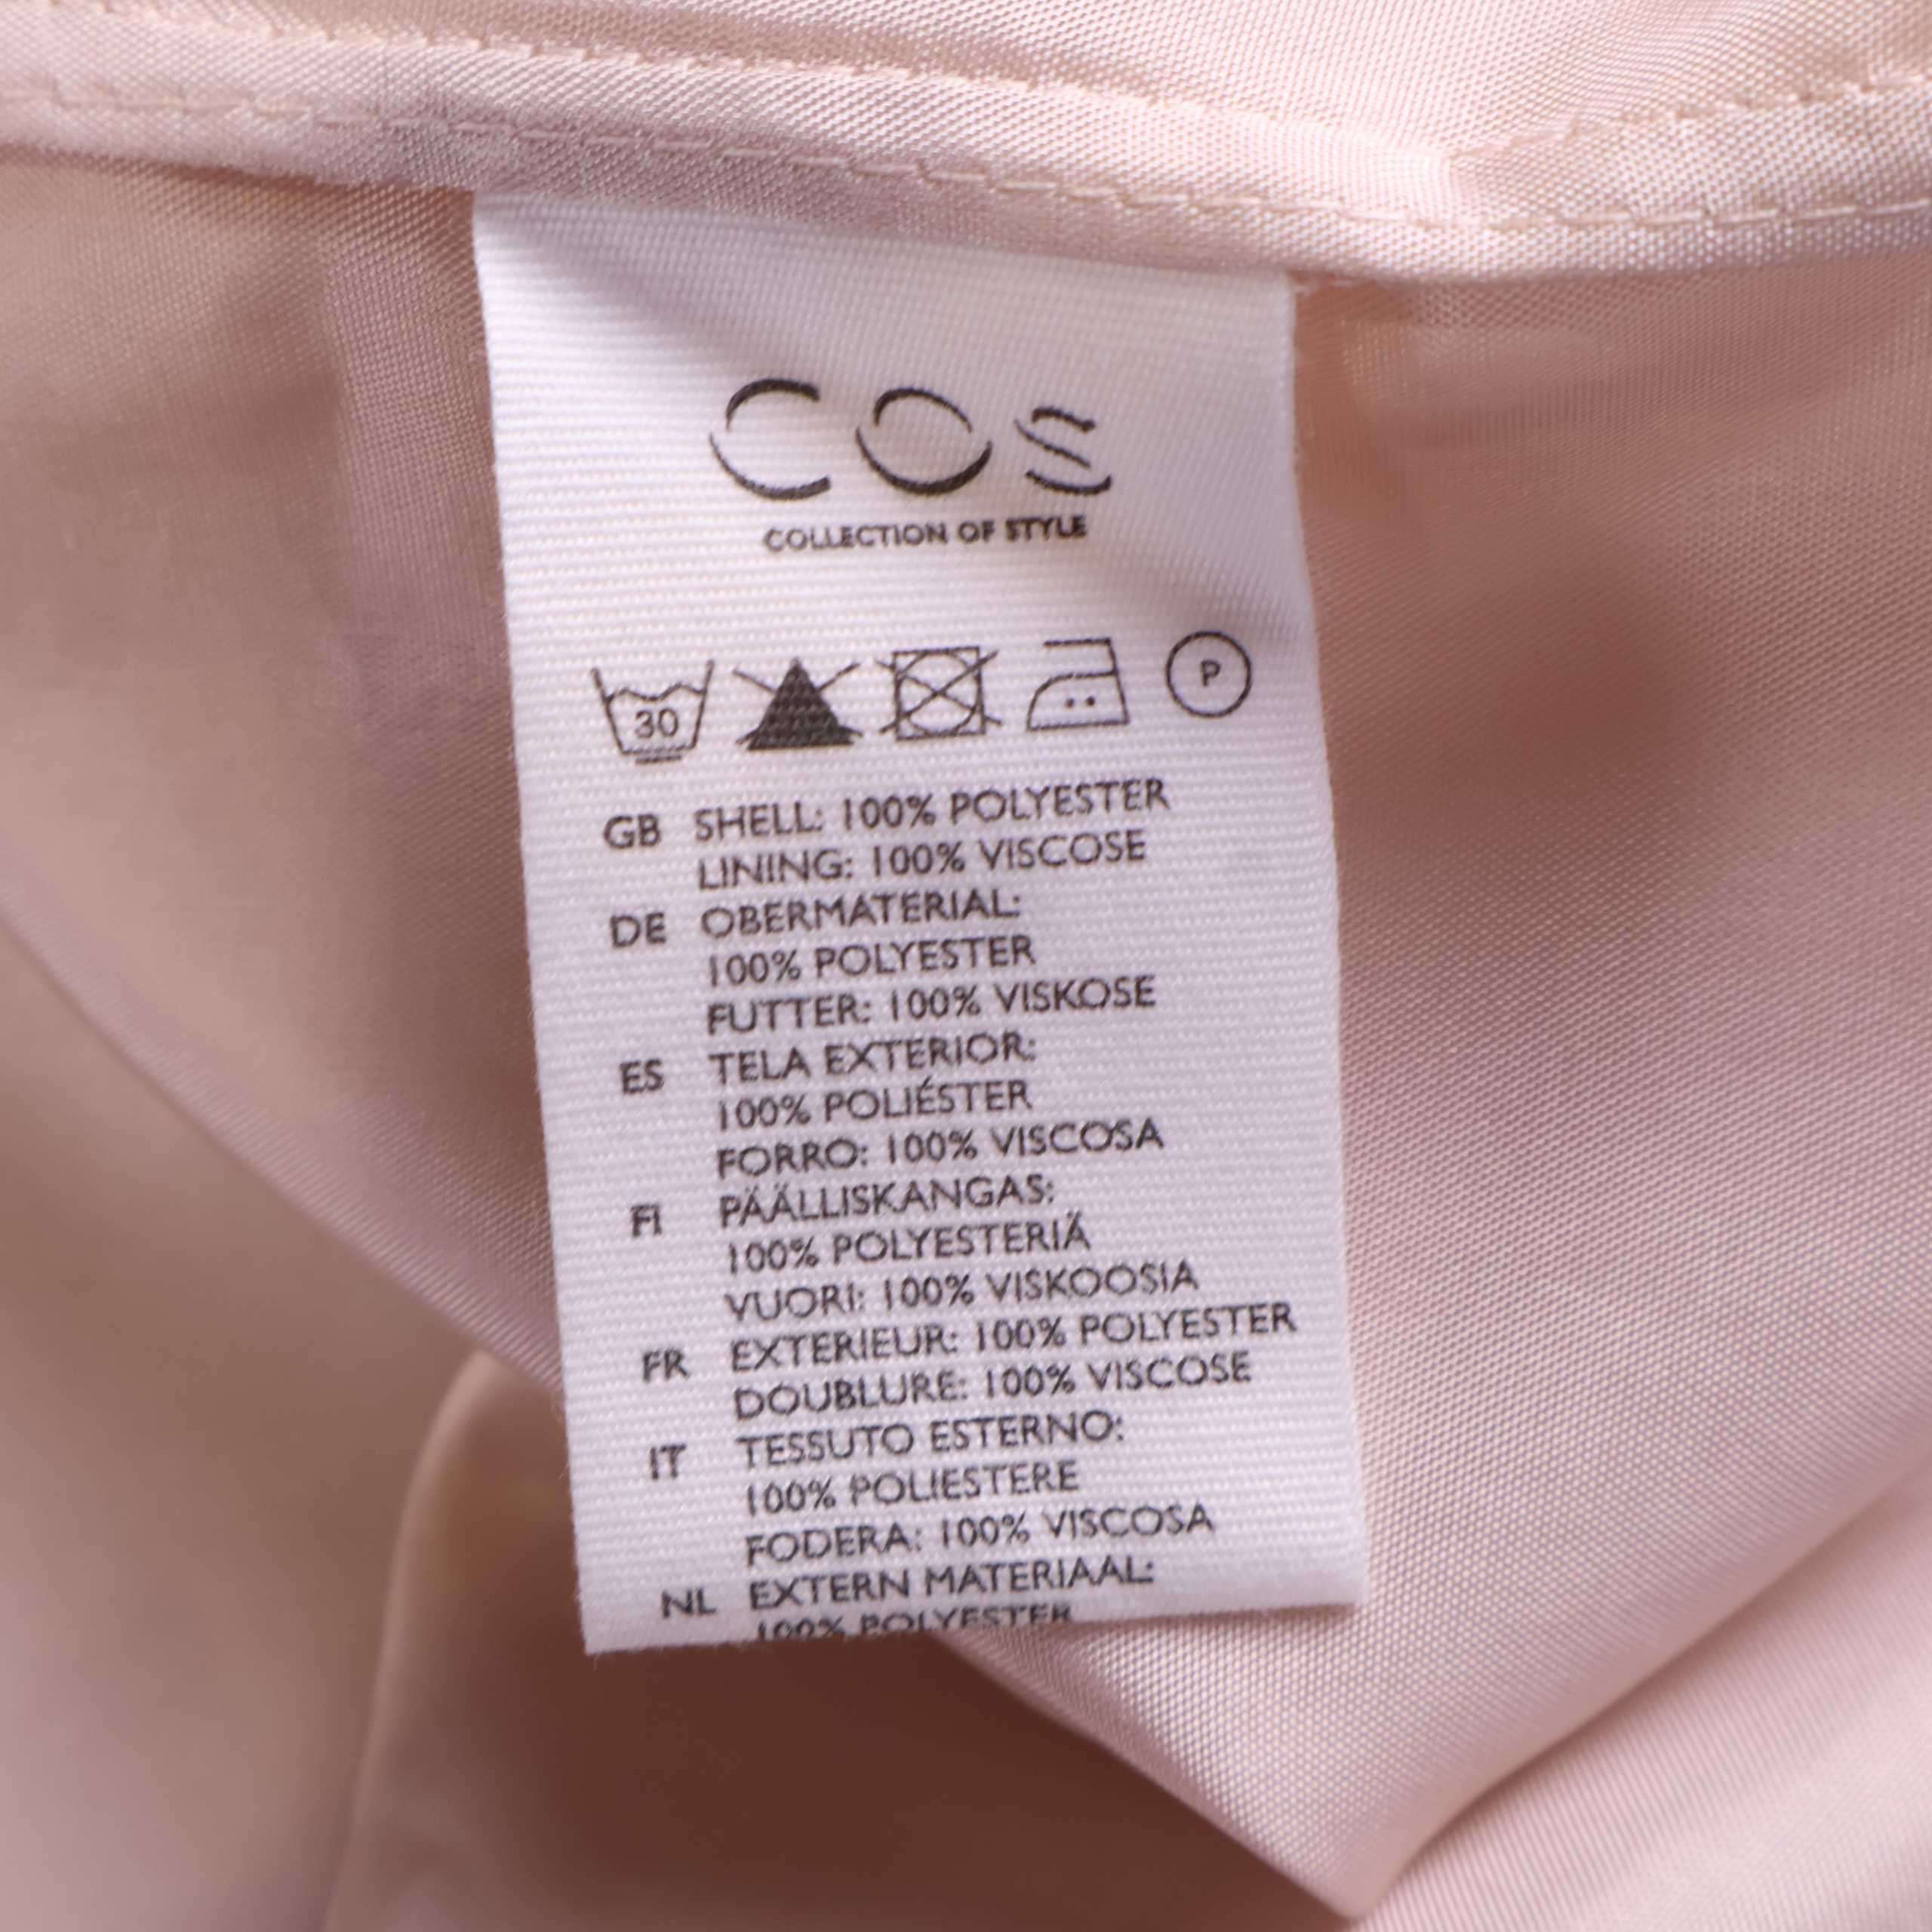 COS
COLLECTION OF STYLE
30 P
GB SHELL: 100% POLYESTER
LINING: 100% VISCOSE
DE OBERMATERIAL:
100% POLYESTER
FUTTER: 100% VISKOSE
ES TELA EXTERIOR:
100% POLIÉSTER
FORRO: 100% VISCOSA
FI PÄÄLLISKANGAS:
100% POLYESTERIÄ
VUORI: 100% VISKOOSIA
FR EXTERIEUR: 100% POLYESTER
DOUBLURE: 100% VISCOSE
IT TESSUTO ESTERNO:
100% POLIESTERE
FODERA: 100% VISCOSA
NL EXTERN MATERIAAL:
100% POLYESTER